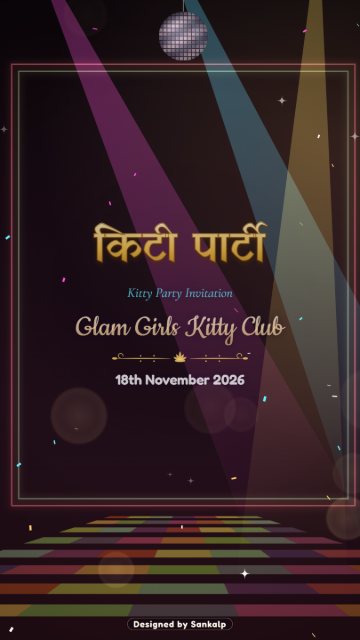 किटी पार्टी
Kitty Party Invitation
Glam Girls Kitty Club
18th November 2026
Designed by Sankalp